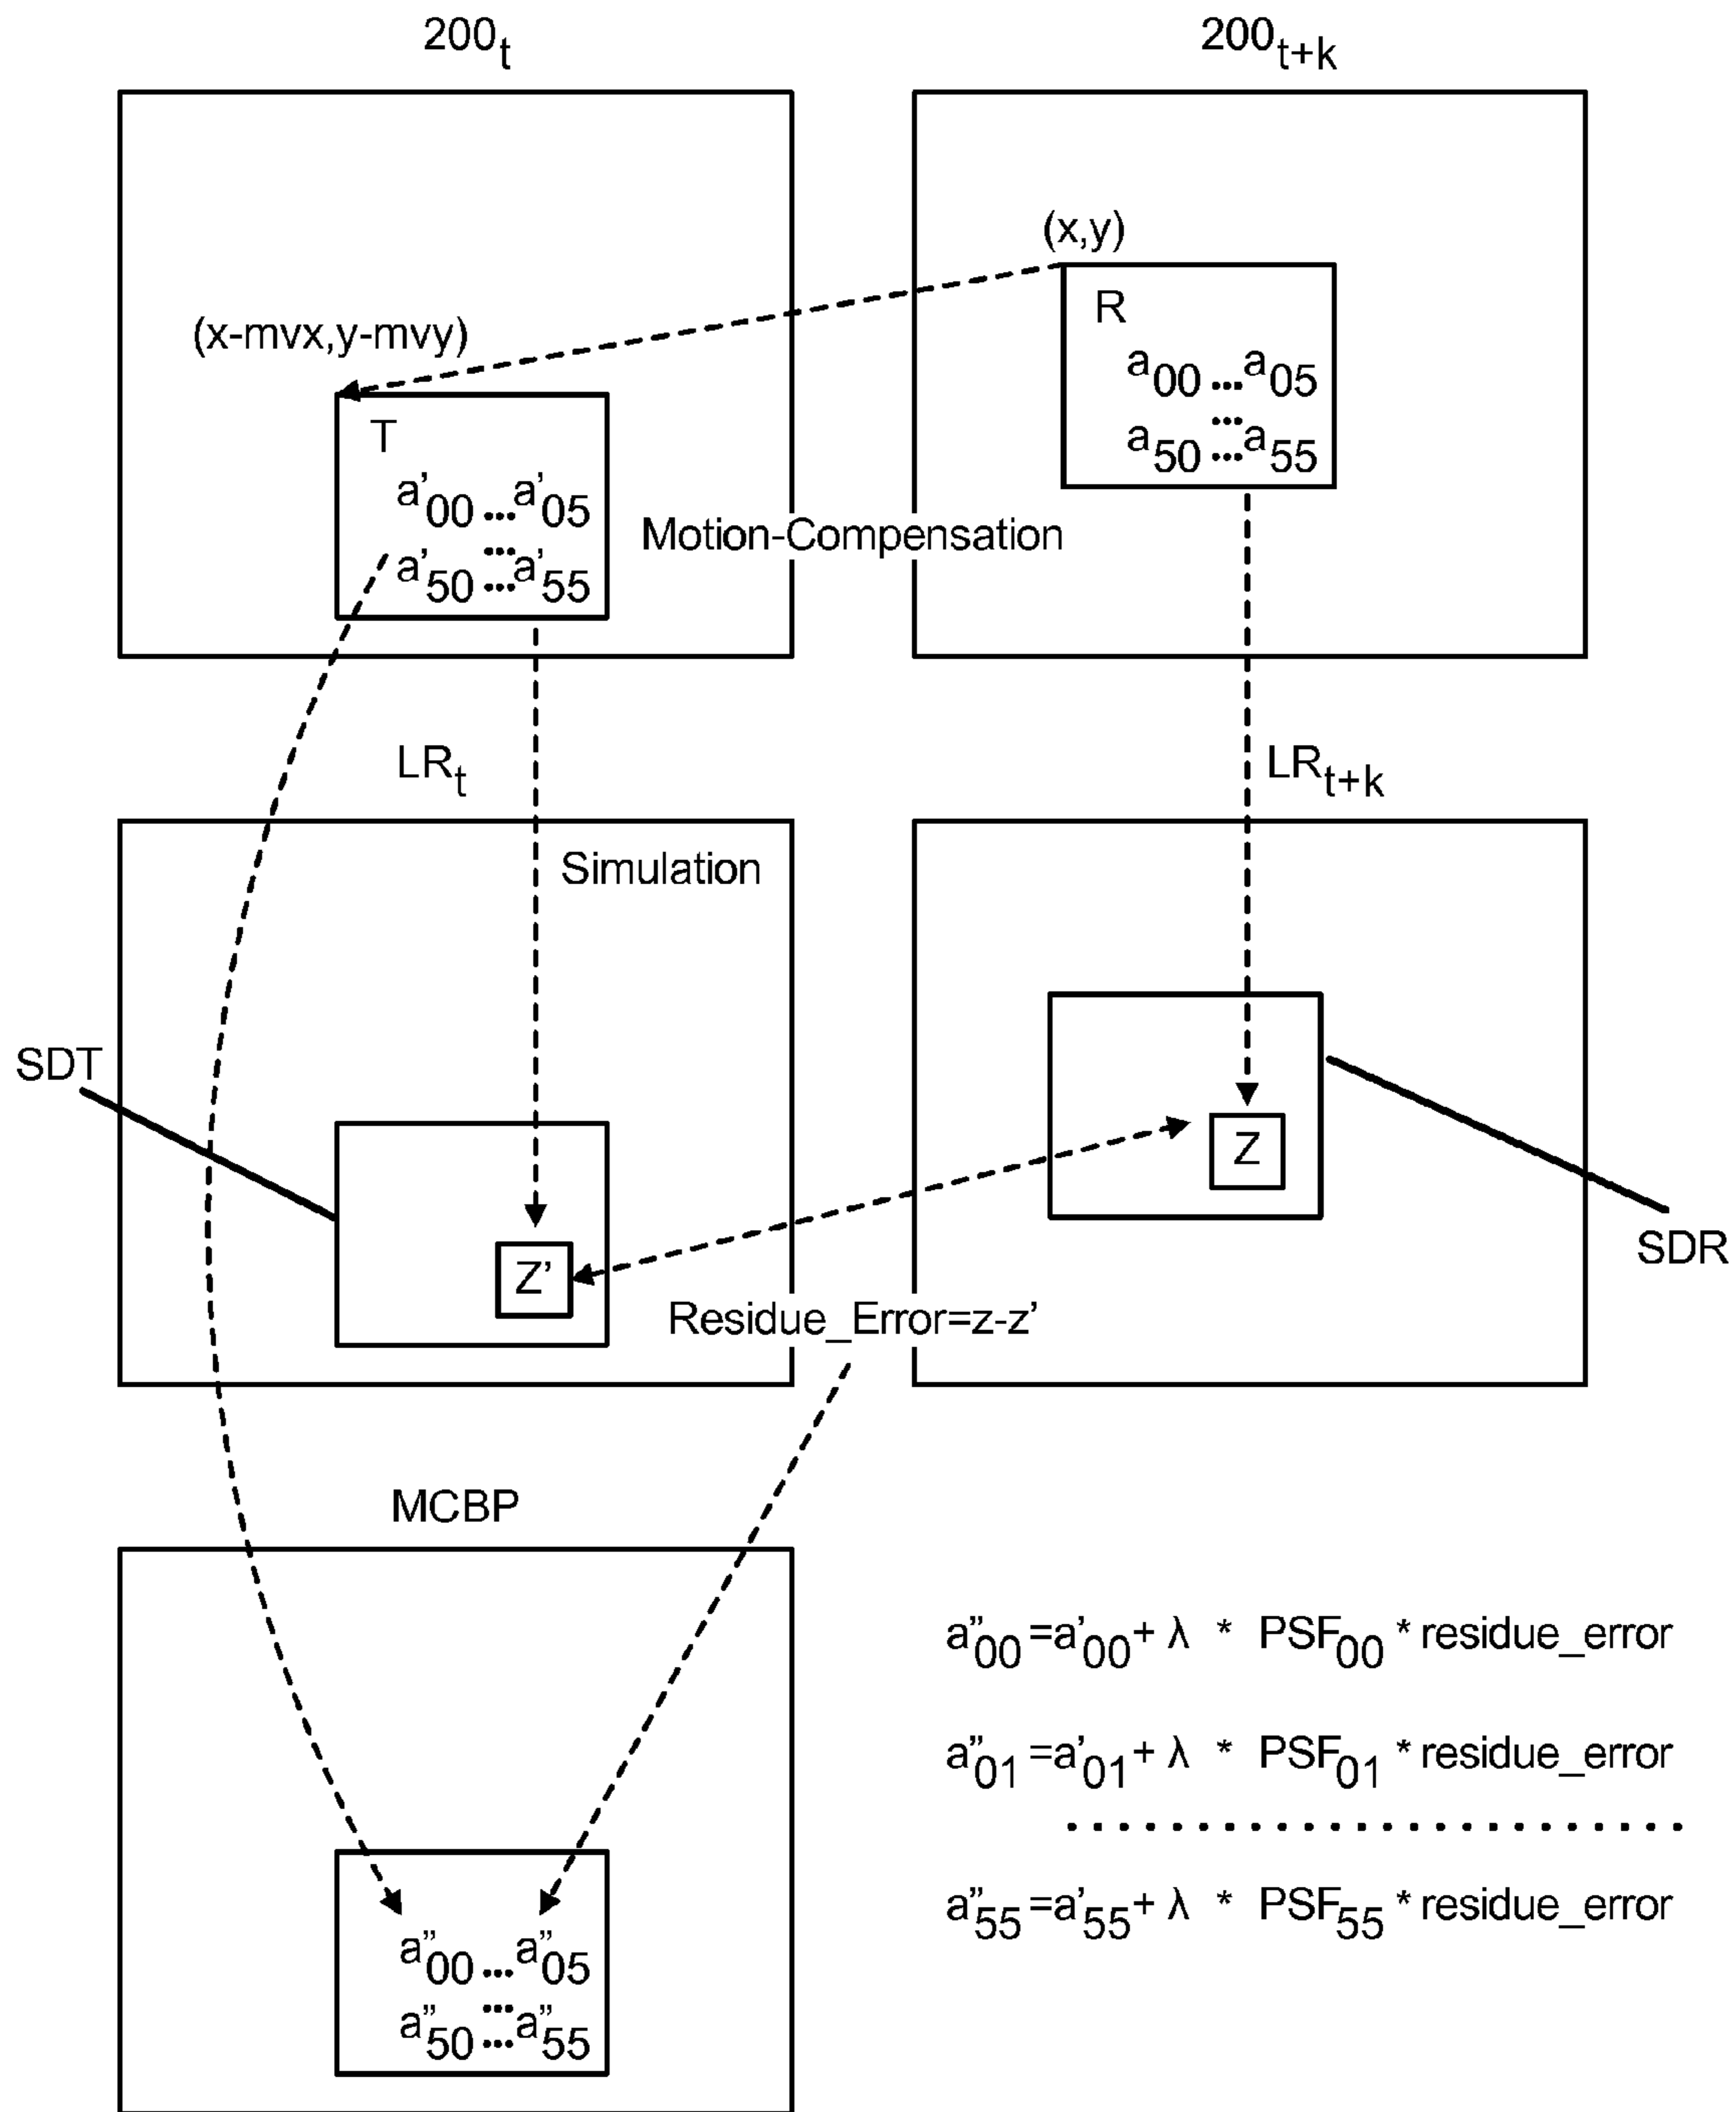 200t
200t+k
(x,y)
(x-mvx,y-mvy)
R
a00...a05
...
a50...a55
T
a'00...a'05
...
a'50...a'55
Motion-Compensation
LRt
LRt+k
Simulation
SDT
Z
Z'
SDR
Residue_Error=z-z'
MCBP
a”00=a'00+ λ * PSF00*residue_error
a”01=a'01+ λ * PSF01*residue_error
........................
a”55=a'55+ λ * PSF55*residue_error
a”00...a”05
...
a”50...a”55